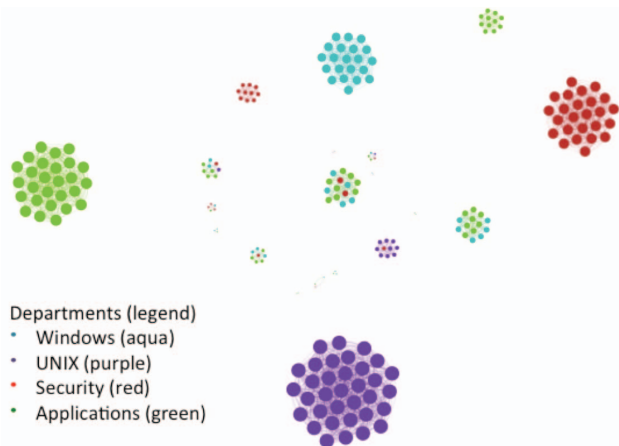 Departments (legend)
• Windows (aqua)
• UNIX (purple)
• Security (red)
• Applications (green)